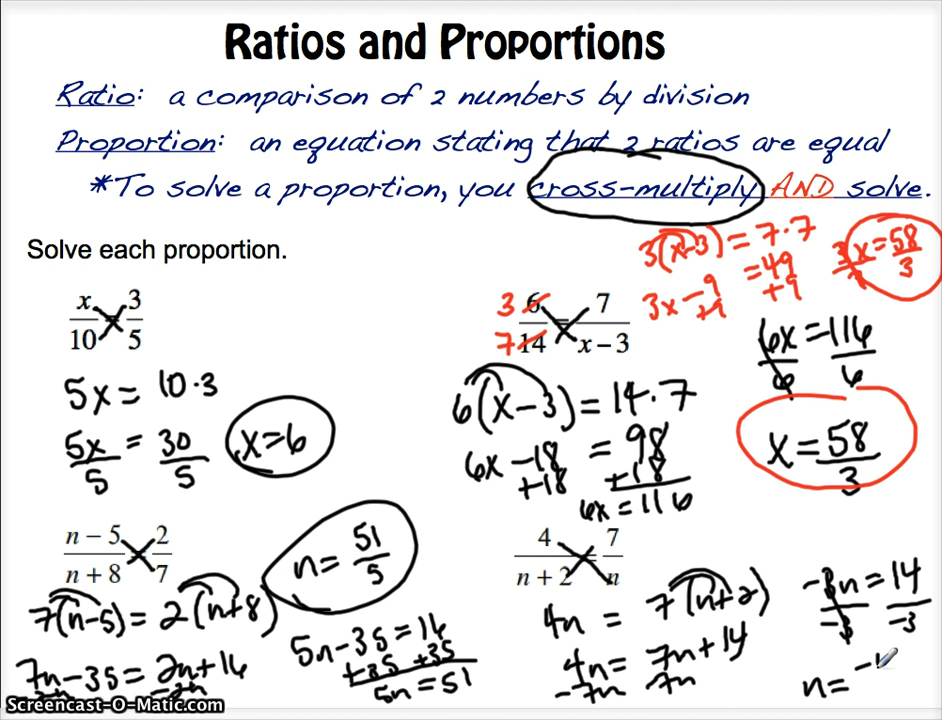 Ratios and Proportions
Ratio: a comparison of 2 numbers by division
Proportion: an equation stating that 2 ratios are equal
*To solve a proportion, you cross-multiply AND solve.
Solve each proportion.
x/10 = 3/5
5x = 10·3
5x/5 = 30/5
x=6
6/14 = 7/(x-3)
3
7
6(x-3) = 14·7
6x -18 = 98
+18 +18
6x = 116
6x/6 = 116/6
x = 58/3
3(x-3) = 7·7
3x -9 = 49
+9 +9
x = 58/3
(n-5)/(n+8) = 2/7
7(n-5) = 2(n+8)
7n-35 = 2n+16
-2n
5n-35 = 16
+35 +35
5n = 51
n = 51/5
4/(n+2) = 7/n
4n = 7(n+2)
4n = 7n+14
-7n -7n
-3n = 14
-3 -3
n =
Screencast-O-Matic.com